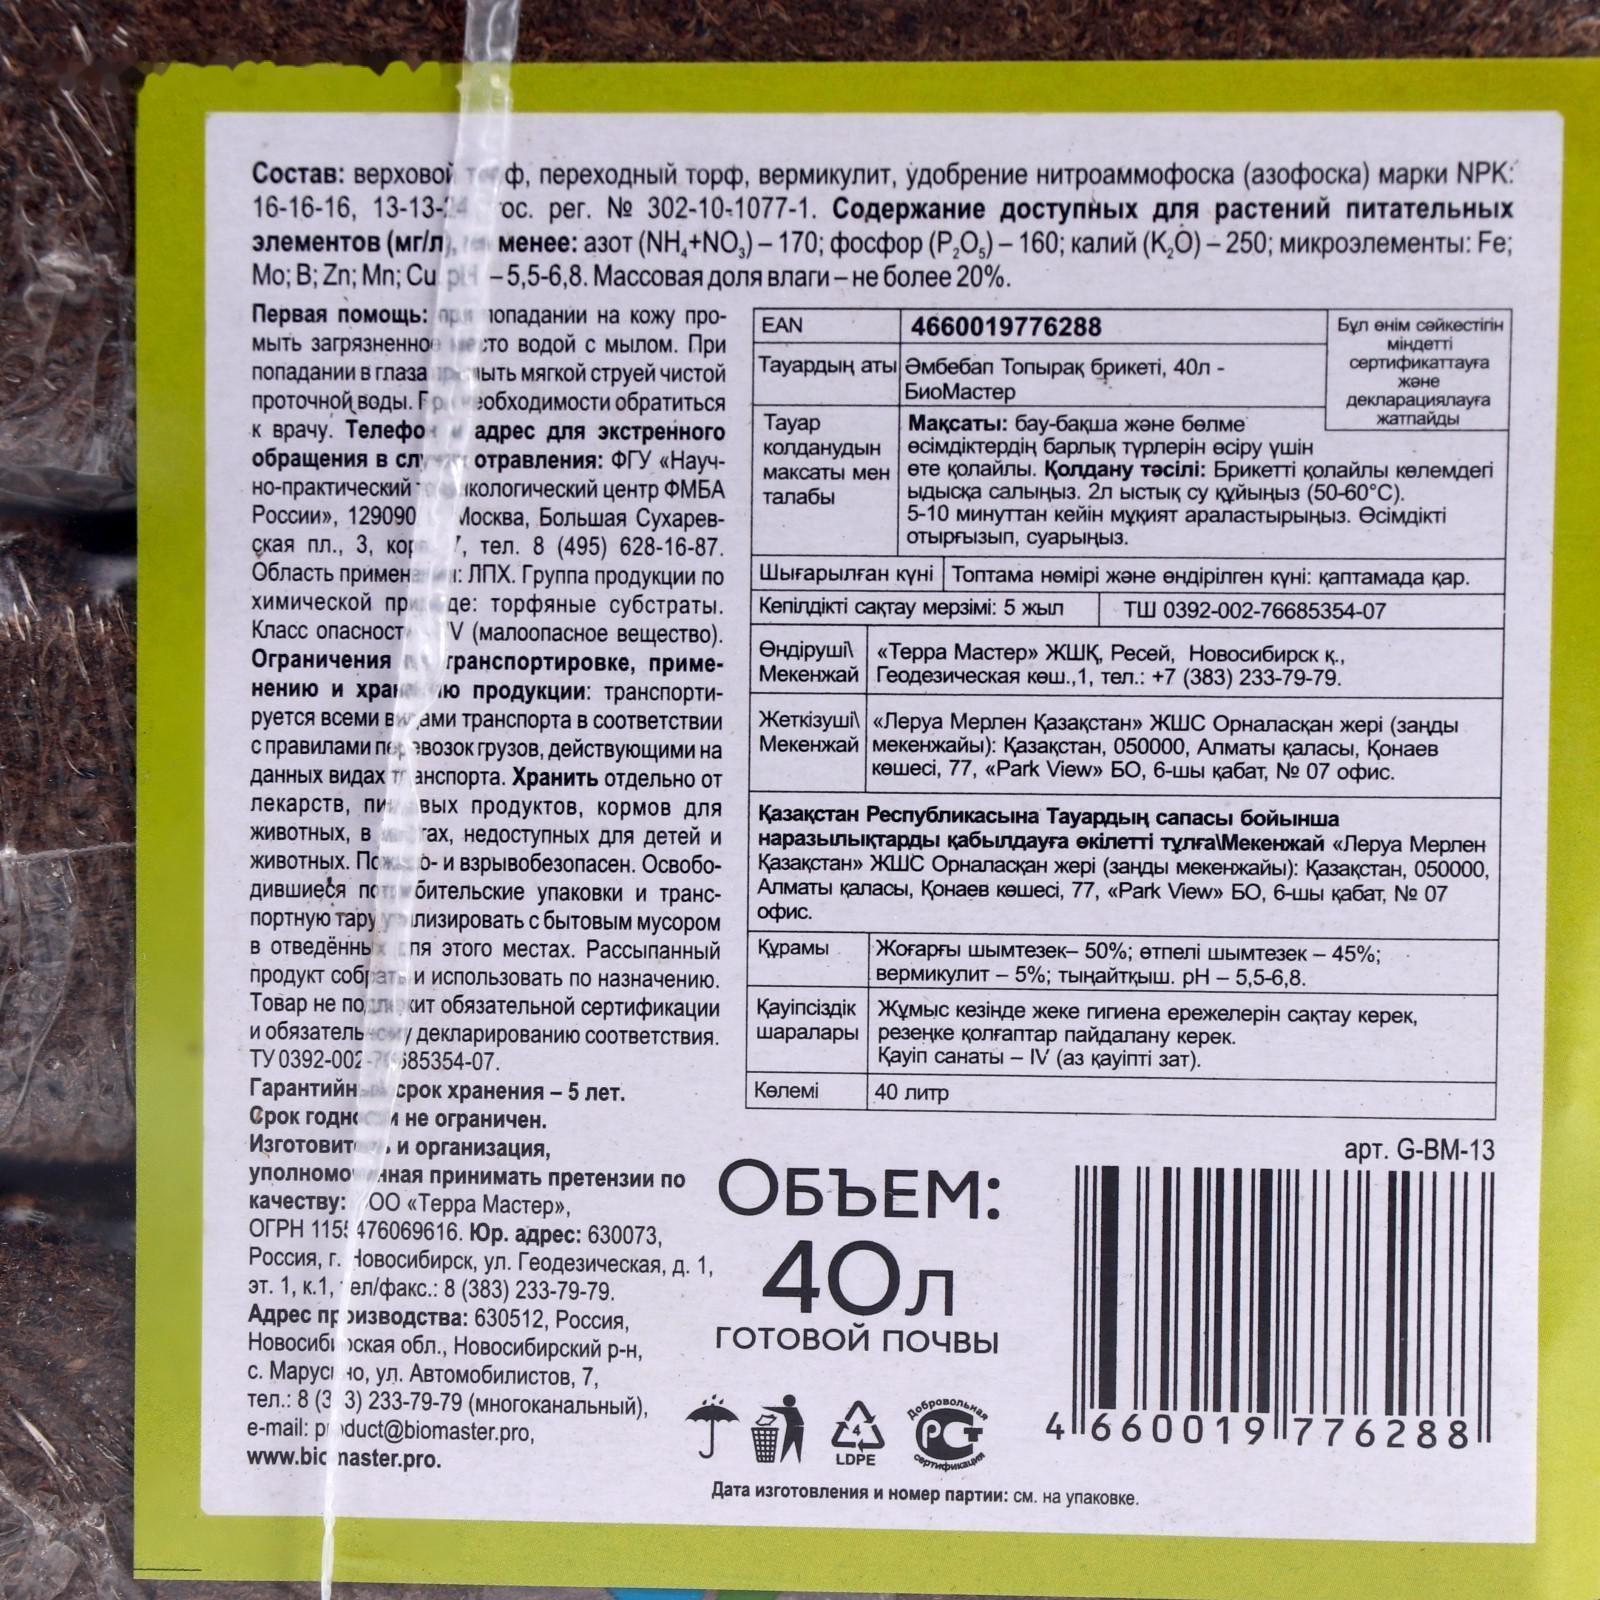 Состав: верховой торф, переходный торф, вермикулит, удобрение нитроаммофоска (азофоска) марки NPK:
16-16-16, 13-13-24 гос. рег. № 302-10-1077-1. Содержание доступных для растений питательных
элементов (мг/л), не менее: азот (NH₄+NO₃) – 170; фосфор (P₂O₅) – 160; калий (K₂O) – 250; микроэлементы: Fe;
Mo; B; Zn; Mn; Cu. pH – 5,5-6,8. Массовая доля влаги – не более 20%.
Первая помощь: при попадании на кожу про-
мыть загрязненное место водой с мылом. При
попадании в глаза промыть мягкой струей чистой
проточной воды. При необходимости обратиться
к врачу. Телефон и адрес для экстренного
обращения в случае отравления: ФГУ «Науч-
но-практический токсикологический центр ФМБА
России», 129090, Москва, Большая Сухарев-
ская пл., 3, корп. 7, тел. 8 (495) 628-16-87.
Область применения: ЛПХ. Группа продукции по
химической природе: торфяные субстраты.
Класс опасности IV (малоопасное вещество).
Ограничения по транспортировке, приме-
нению и хранению продукции: транспорти-
руется всеми видами транспорта в соответствии
с правилами перевозок грузов, действующими на
данных видах транспорта. Хранить отдельно от
лекарств, пищевых продуктов, кормов для
животных, в местах, недоступных для детей и
животных. Пожаро- и взрывобезопасен. Освобо-
дившиеся потребительские упаковки и транс-
портную тару утилизировать с бытовым мусором
в отведённых для этого местах. Рассыпанный
продукт собрать и использовать по назначению.
Товар не подлежит обязательной сертификации
и обязательному декларированию соответствия.
ТУ 0392-002-76685354-07.
Гарантийный срок хранения – 5 лет.
Срок годности не ограничен.
Изготовитель и организация,
уполномоченная принимать претензии по
качеству: ООО «Терра Мастер»,
ОГРН 1155476069616. Юр. адрес: 630073,
Россия, г. Новосибирск, ул. Геодезическая, д. 1,
эт. 1, к.1, тел/факс.: 8 (383) 233-79-79.
Адрес производства: 630512, Россия,
Новосибирская обл., Новосибирский р-н,
с. Марусино, ул. Автомобилистов, 7,
тел.: 8 (383) 233-79-79 (многоканальный),
e-mail: product@biomaster.pro,
www.biomaster.pro.
EAN 4660019776288
Бұл өнім сәйкестігін
міндетті
сертификаттауға
және
декларациялауға
жатпайды
Тауардың аты Әмбебап Топырақ брикеті, 40л -
БиоМастер
Тауар
колданудын
максаты мен
талабы
Мақсаты: бау-бақша және бөлме
өсімдіктердің барлық түрлерін өсіру үшін
өте қолайлы. Қолдану тәсілі: Брикетті қолайлы көлемдегі
ыдысқа салыңыз. 2л ыстық су құйыңыз (50-60°C).
5-10 минуттан кейін мұқият араластырыңыз. Өсімдікті
отырғызып, суарыңыз.
Шығарылған күні Топтама нөмірі және өндірілген күні: қаптамада қар.
Кепілдікті сақтау мерзімі: 5 жыл ТШ 0392-002-76685354-07
Өндіруші\
Мекенжай
«Терра Мастер» ЖШҚ, Ресей, Новосибирск қ.,
Геодезическая көш.,1, тел.: +7 (383) 233-79-79.
Жеткізуші\
Мекенжай
«Леруа Мерлен Қазақстан» ЖШС Орналасқан жері (заңды
мекенжайы): Қазақстан, 050000, Алматы қаласы, Қонаев
көшесі, 77, «Park View» БО, 6-шы қабат, № 07 офис.
Қазақстан Республикасына Тауардың сапасы бойынша
наразылықтарды қабылдауға өкілетті тұлға\Мекенжай «Леруа Мерлен
Қазақстан» ЖШС Орналасқан жері (заңды мекенжайы): Қазақстан, 050000,
Алматы қаласы, Қонаев көшесі, 77, «Park View» БО, 6-шы қабат, № 07
офис.
Құрамы
Жоғарғы шымтезек– 50%; өтпелі шымтезек – 45%;
вермикулит – 5%; тыңайтқыш. pH – 5,5-6,8.
Қауіпсіздік
шаралары
Жұмыс кезінде жеке гигиена ережелерін сақтау керек,
резеңке қолғаптар пайдалану керек.
Қауіп санаты – IV (аз қауіпті зат).
Көлемі 40 литр
арт. G-BM-13
ОБЪЕМ:
40л
ГОТОВОЙ ПОЧВЫ
4 660019 776288
4
LDPE
Добровольная
РСТ
сертификация
Дата изготовления и номер партии: см. на упаковке.